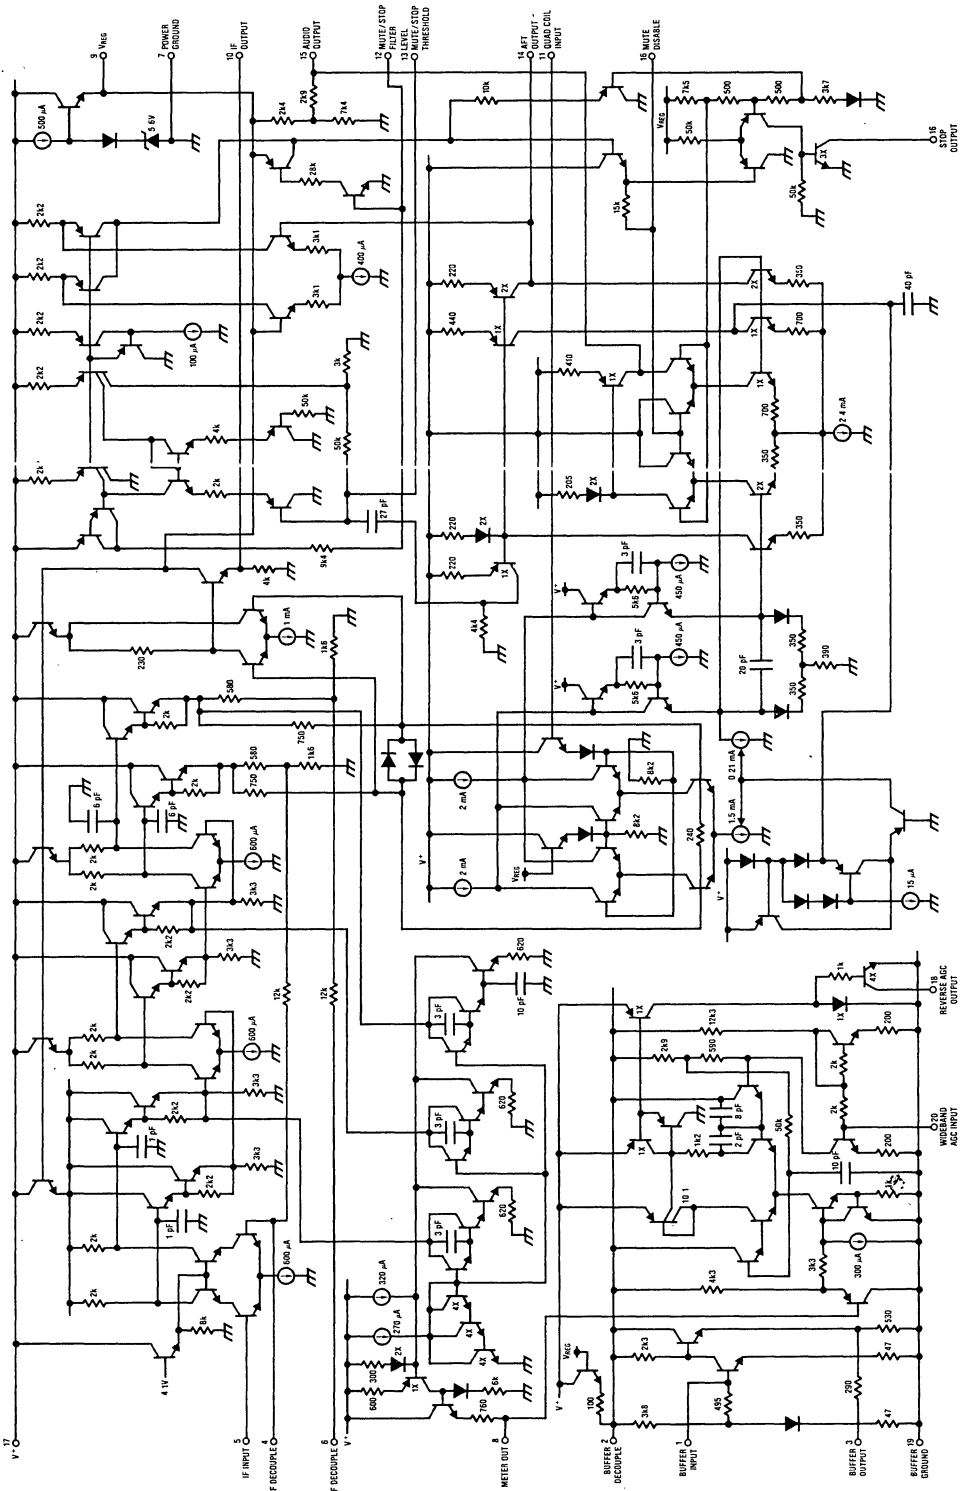 9 VREG
7 POWER GROUND
10 IF OUTPUT
15 AUDIO OUTPUT
12 MUTE/STOP FILTER
13 LEVEL MUTE/STOP THRESHOLD
14 AFT OUTPUT -
11 QUAD COIL INPUT
16 MUTE DISABLE
500 µA
5 6V
2k4
2k9
7k4
10k
VREG
7k5
50k
500
500
3k7
28k
15k
3X
50k
16 STOP OUTPUT
2k2
2k2
2k2
2k2
2k
100 µA
3k1
3k1
400 µA
3k
50k
50k
4k
2k
27 pF
9k4
220
2X
440
1X
350
2X
1X
700
40 pF
410
1X
700
350
2 4 mA
205
2X
2X
350
220
2X
220
1X
4k4
4k
1 mA
230
1k6
580
2k
750
580
750
1k6
2k
6 pF
6 pF
2k
2k
600 µA
3k3
2k2
3k3
2k2
12k
12k
2k
2k
600 µA
3k3
2k2
1 pF
3k3
2k2
1 pF
2k
2k
600 µA
8k
4 1V
V+
3 pF
5k6
450 µA
V+
3 pF
5k6
450 µA
20 pF
350
350
390
2 mA
V+
2 mA
VREG
8k2
8k2
240
1.5 mA
0 21 mA
V+
15 µA
620
10 pF
3 pF
3 pF
620
3 pF
620
320 µA
270 µA
4X
4X
4X
300
2X
600
1X
6k
760
V+
1k
4X
1X
18 REVERSE AGC OUTPUT
1X
12k3
2k9
590
200
2k
2k
20 WIDEBAND AGC INPUT
200
50k
8 pF
2 pF
1k2
1X
10 pF
10 1
1k
300 µA
3k3
4k3
530
2k3
47
290
495
3k8
47
100
VREG
V+
V+ 17
5 IF INPUT
4 F DECOUPLE
6 F DECOUPLE
8 METER OUT
2 BUFFER DECOUPLE
1 BUFFER INPUT
3 BUFFER OUTPUT
19 BUFFER GROUND